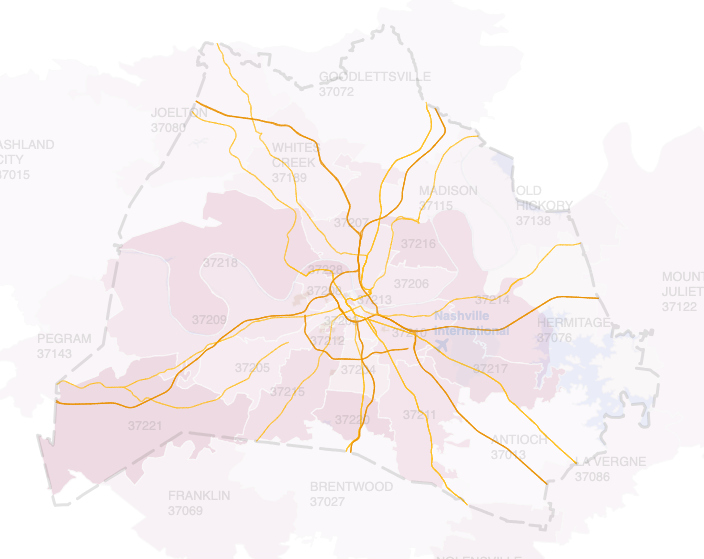 GOODLETTSVILLE
37072
JOELTON
37080
ASHLAND
CITY
37015
WHITES
CREEK
37189
MADISON
37115
OLD
HICKORY
37138
37207
37216
37218
37228
37206
MOUNT
JULIET
37122
37213
37214
37209
Nashville
International
HERMITAGE
37076
37212
PEGRAM
37143
37205
37204
37217
37215
37221
37220
37211
ANTIOCH
37013
LA VERGNE
37086
BRENTWOOD
37027
FRANKLIN
37069
NOLENSVILLE